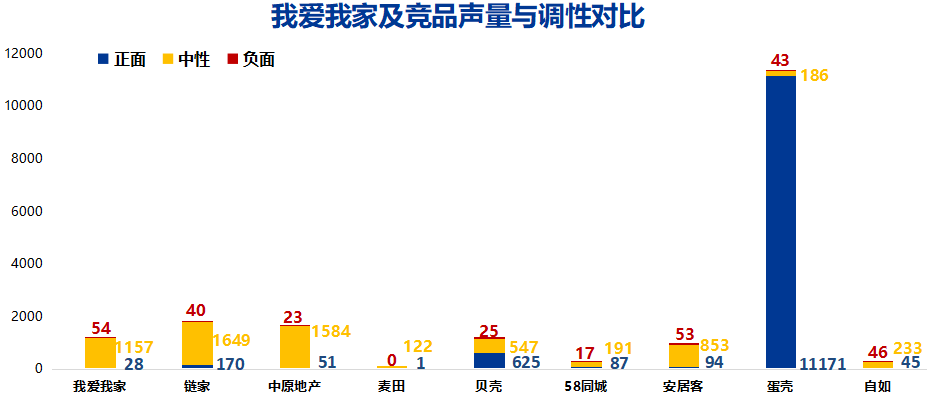 我爱我家及竞品声量与调性对比
12000
正面 中性 负面
43
186
10000
8000
6000
4000
2000
0
54 1157 28
40 1649 170
23 1584 51
0 122 1
25 547 625
17 191 87
53 853 94
11171
46 233 45
我爱我家 链家 中原地产 麦田 贝壳 58同城 安居客 蛋壳 自如